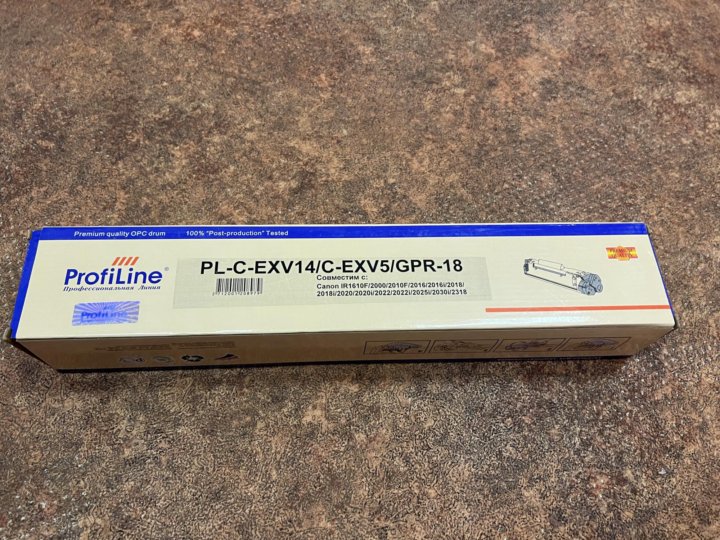 Premium quality OPC drum 100% "Post-production" Tested
ProfiLine
Профессиональная Линия
ProfiLine
PL-C-EXV14/C-EXV5/GPR-18
Совместим с:
Canon IR1610F/2000/2010F/2016/2016i/2018/
2018i/2020/2020i/2022/2022i/2025i/2030i/2318